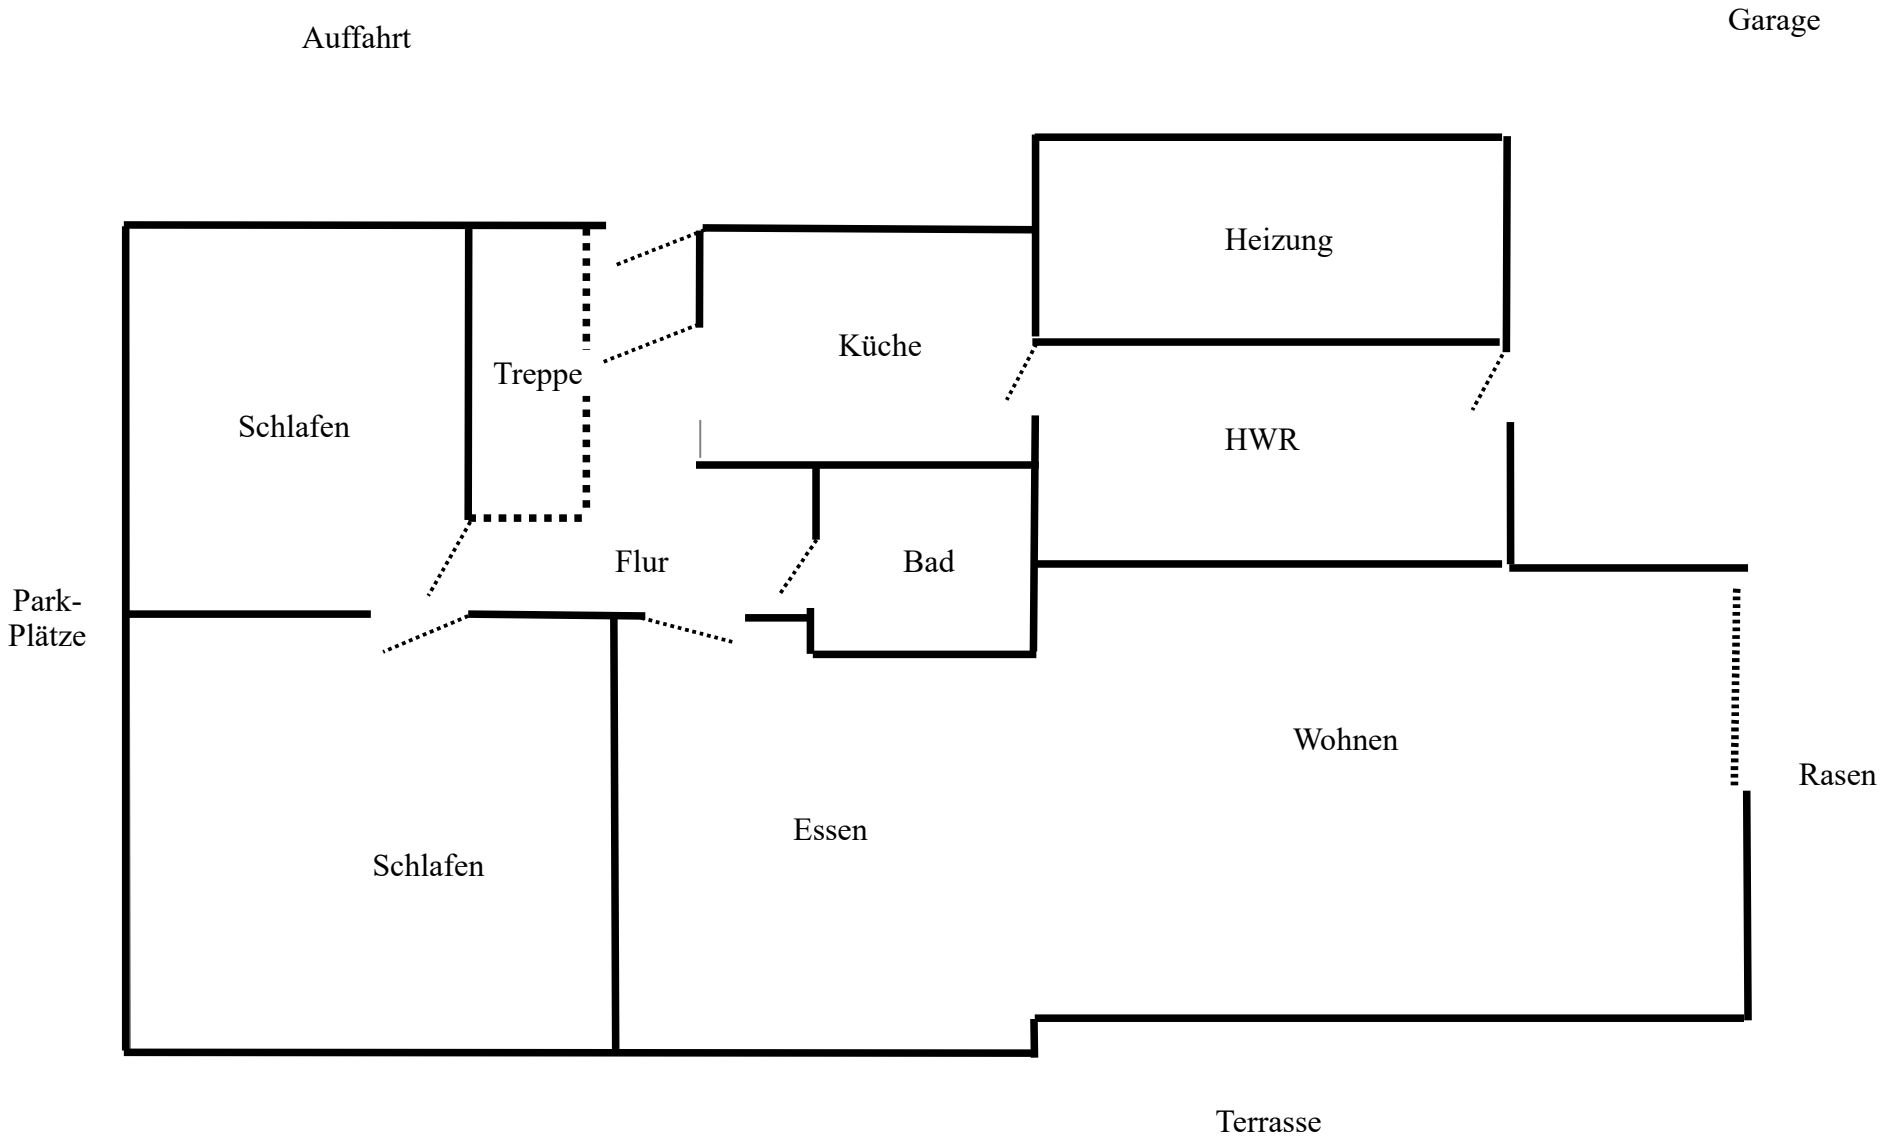 Garage
Auffahrt
Heizung
Küche
Treppe
Schlafen
HWR
Flur
Bad
Park-
Plätze
Wohnen
Rasen
Essen
Schlafen
Terrasse